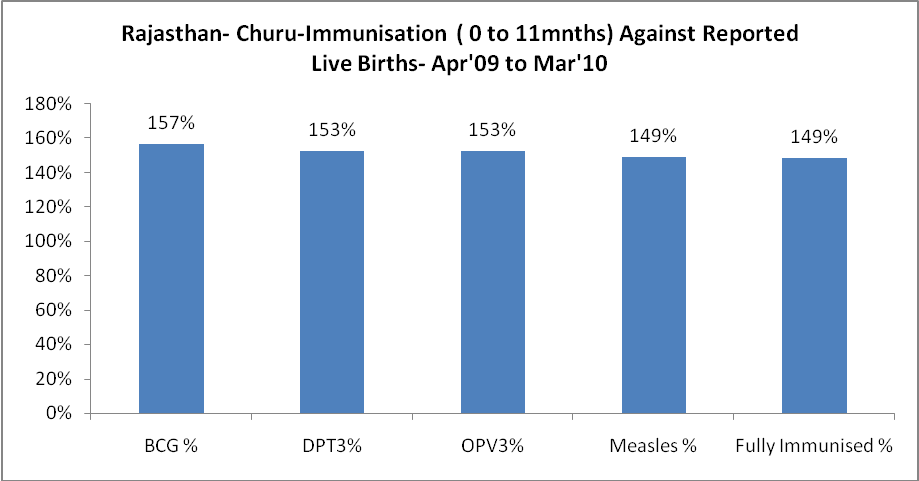 Rajasthan- Churu-Immunisation ( 0 to 11mnths) Against Reported
Live Births- Apr'09 to Mar'10
180%
160%
140%
120%
100%
80%
60%
40%
20%
0%
157%
153%
153%
149%
149%
BCG %
DPT3%
OPV3%
Measles %
Fully Immunised %